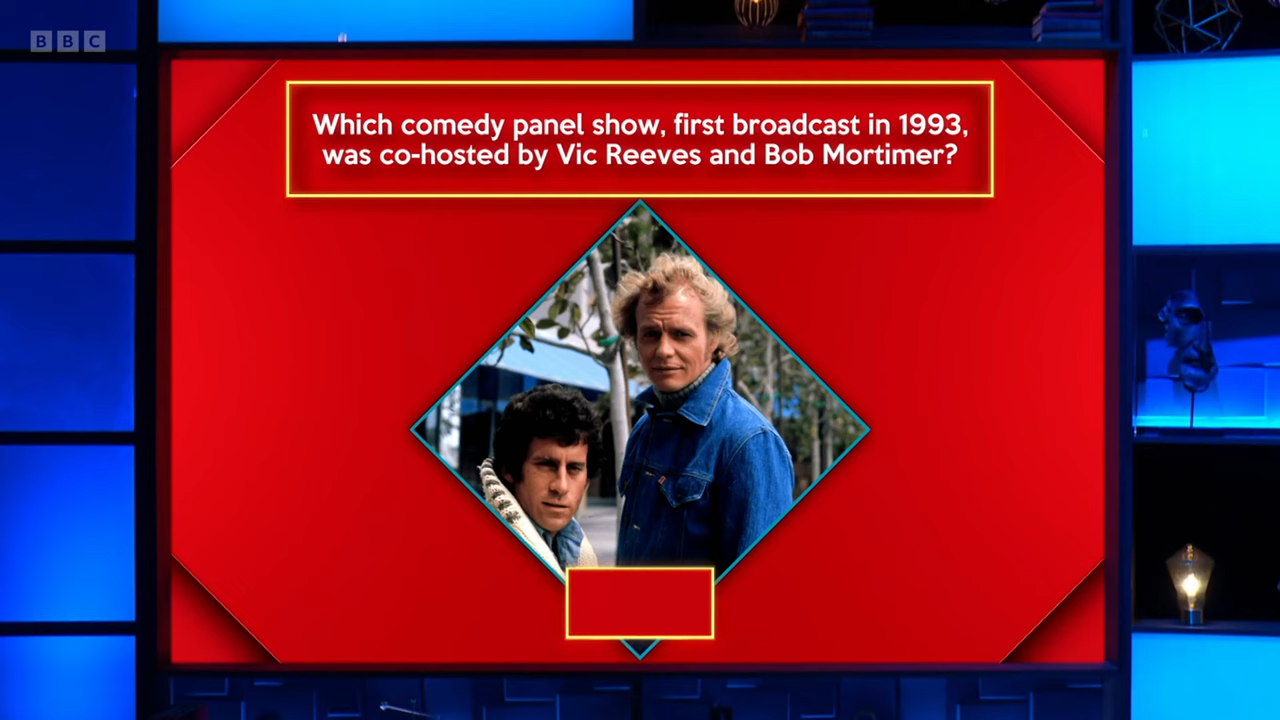 BBC
Which comedy panel show, first broadcast in 1993,
was co-hosted by Vic Reeves and Bob Mortimer?